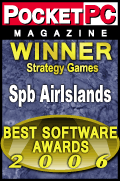 POCKETPC
MAGAZINE
WINNER
Strategy Games
Spb AirIslands
BEST SOFTWARE
AWARDS
2006